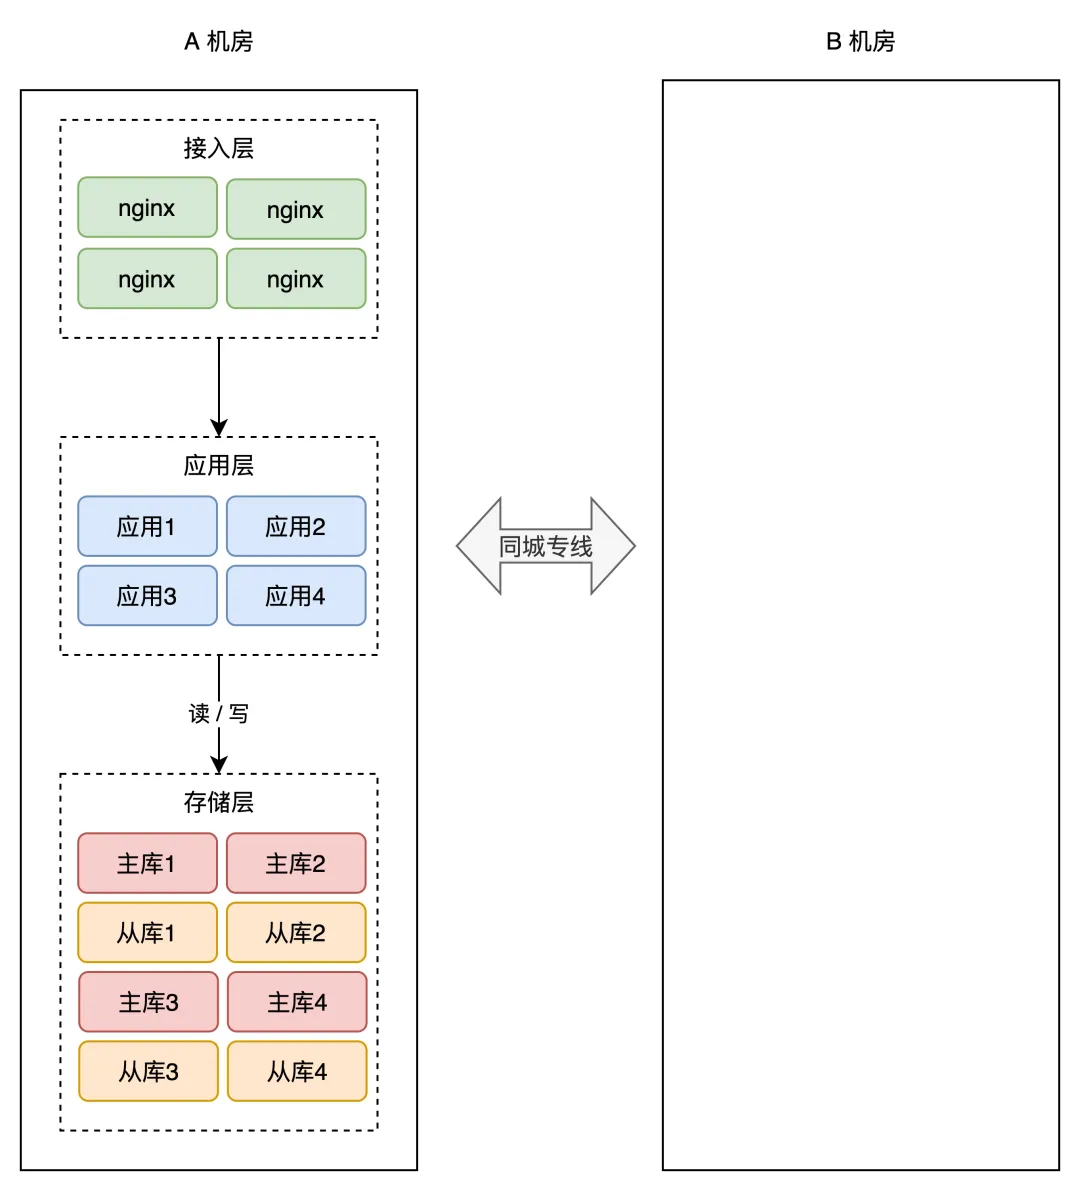 A 机房
B 机房
接入层
nginx
nginx
nginx
nginx
应用层
应用1
应用2
应用3
应用4
同城专线
读 / 写
存储层
主库1
主库2
从库1
从库2
主库3
主库4
从库3
从库4